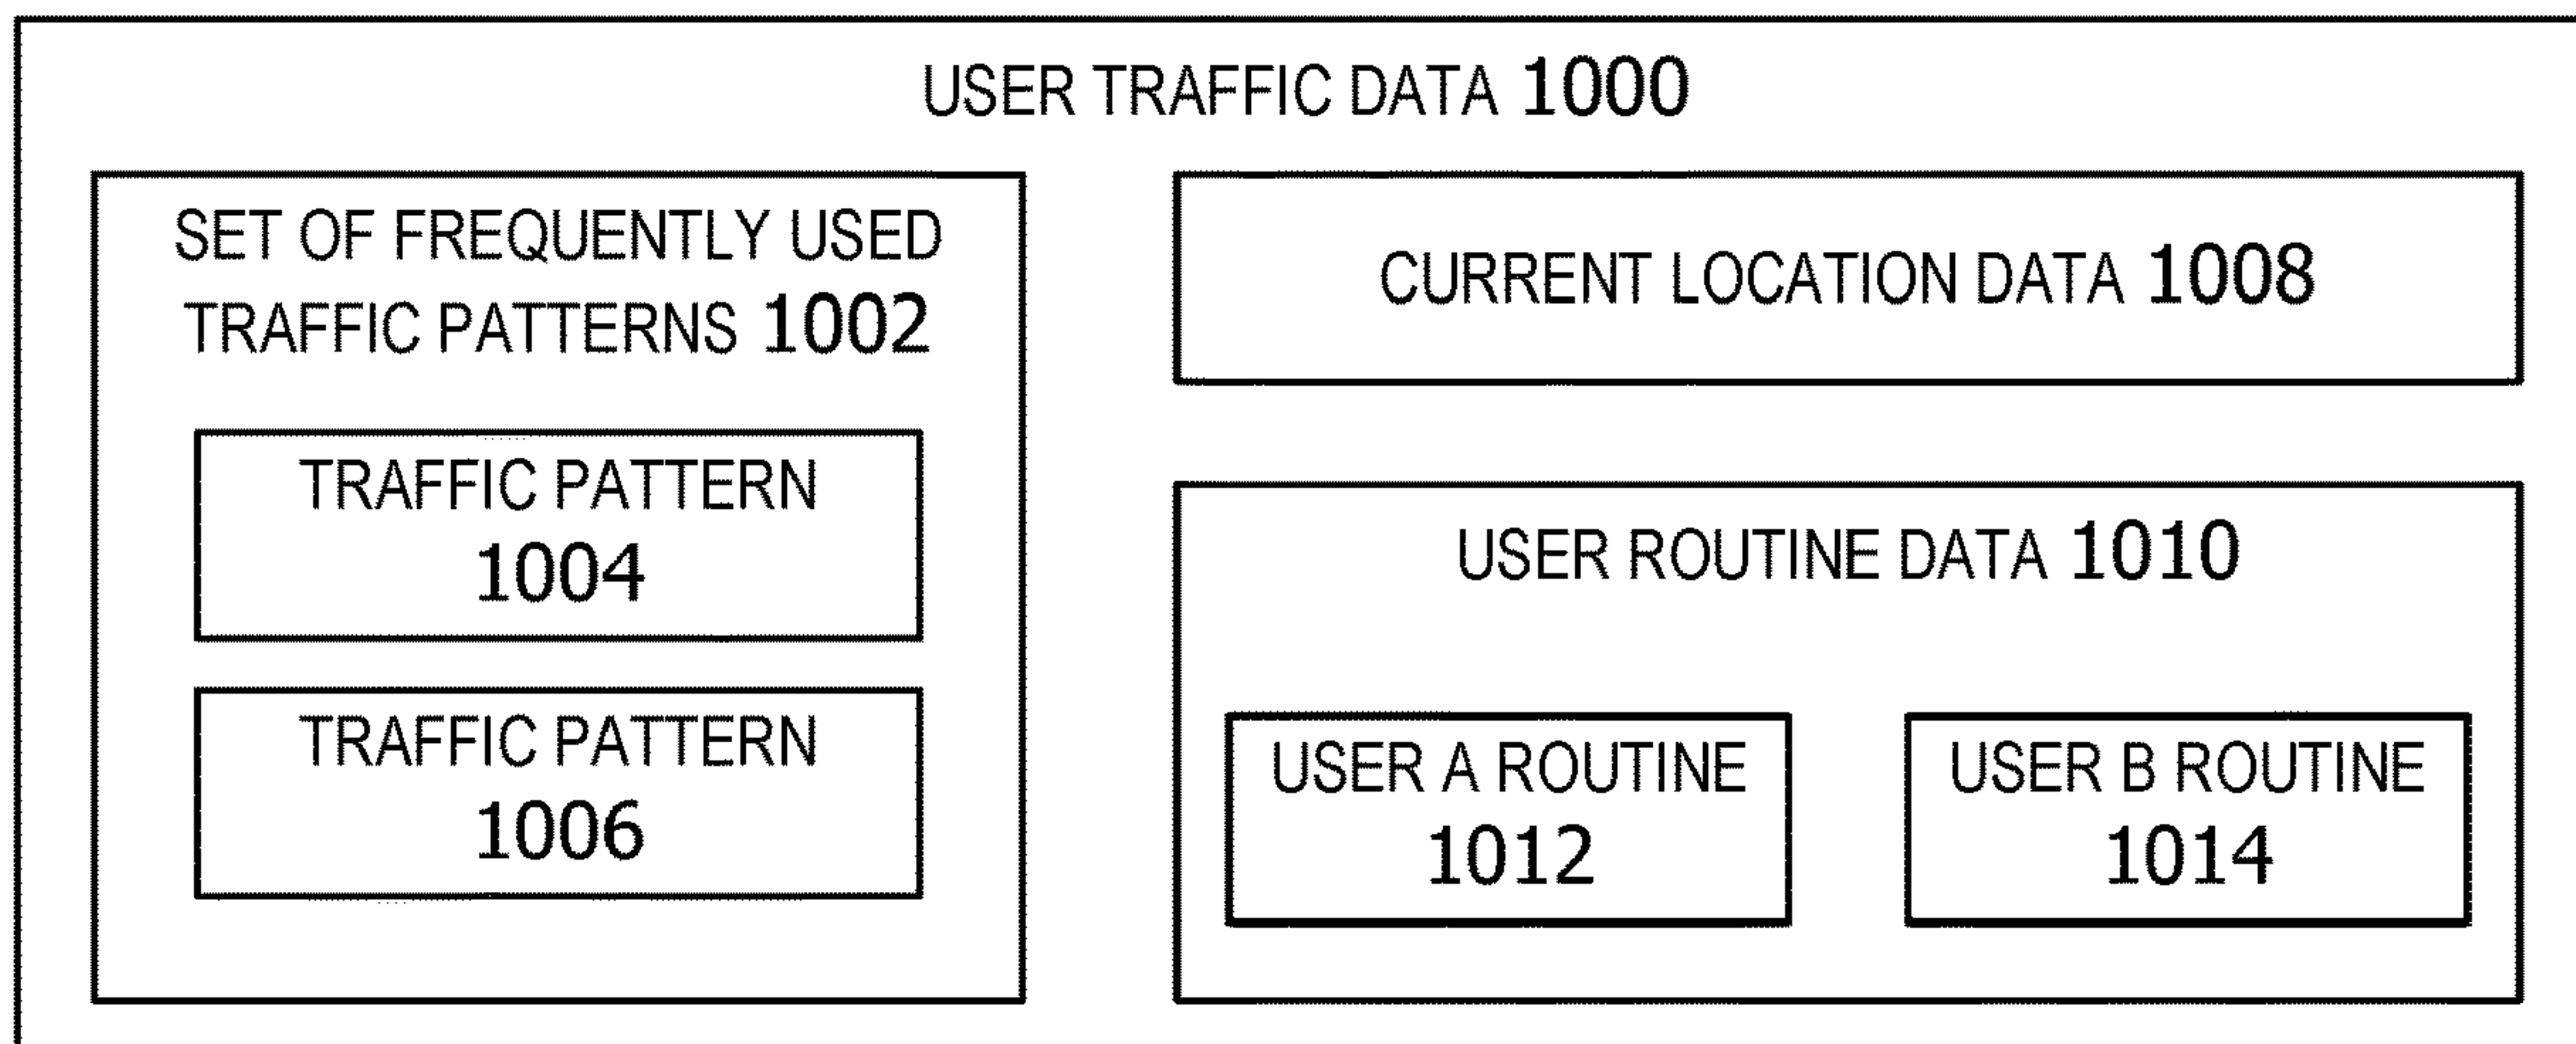 USER TRAFFIC DATA 1000
SET OF FREQUENTLY USED
TRAFFIC PATTERNS 1002
TRAFFIC PATTERN
1004
TRAFFIC PATTERN
1006
CURRENT LOCATION DATA 1008
USER ROUTINE DATA 1010
USER A ROUTINE
1012
USER B ROUTINE
1014